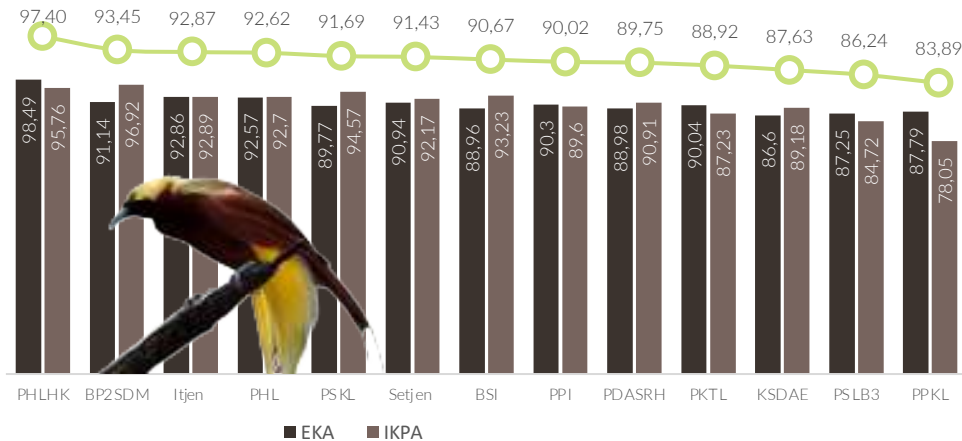 97,40 93,45 92,87 92,62 91,69 91,43 90,67 90,02 89,75 88,92 87,63 86,24 83,89
98,49 95,76 91,14 96,92 92,86 92,89 92,57 92,7 89,77 94,57 90,94 92,17 88,96 93,23 90,3 89,6 88,98 90,91 90,04 87,23 86,6 89,18 87,25 84,72 87,79 78,05
PHLHK BP2SDM Itjen PHL PSKL Setjen BSI PPI PDASRH PKTL KSDAE PSLB3 PPKL
EKA IKPA